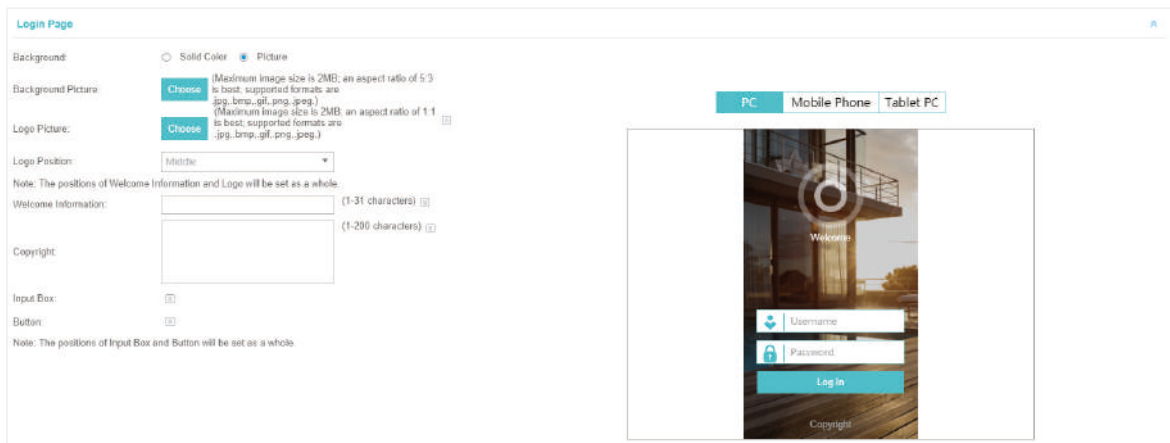 Login Page
Background: Solid Color Picture
(Maximum image size is 2MB; an aspect ratio of 5:3
Background Picture Choose is best; supported formats are
.jpg,.bmp,.gif,.png,.jpeg.)
(Maximum image size is 2MB; an aspect ratio of 1:1
Logo Picture: Choose is best; supported formats are
.jpg,.bmp,.gif,.png,.jpeg.)
Logo Position: Middle
Note: The positions of Welcome Information and Logo will be set as a whole.
Welcome Information: (1-31 characters)
(1-200 characters)
Copyright:
Input Box:
Button:
Note: The positions of Input Box and Button will be set as a whole.
PC Mobile Phone Tablet PC
Welcome
Username
Password
Log In
Copyright